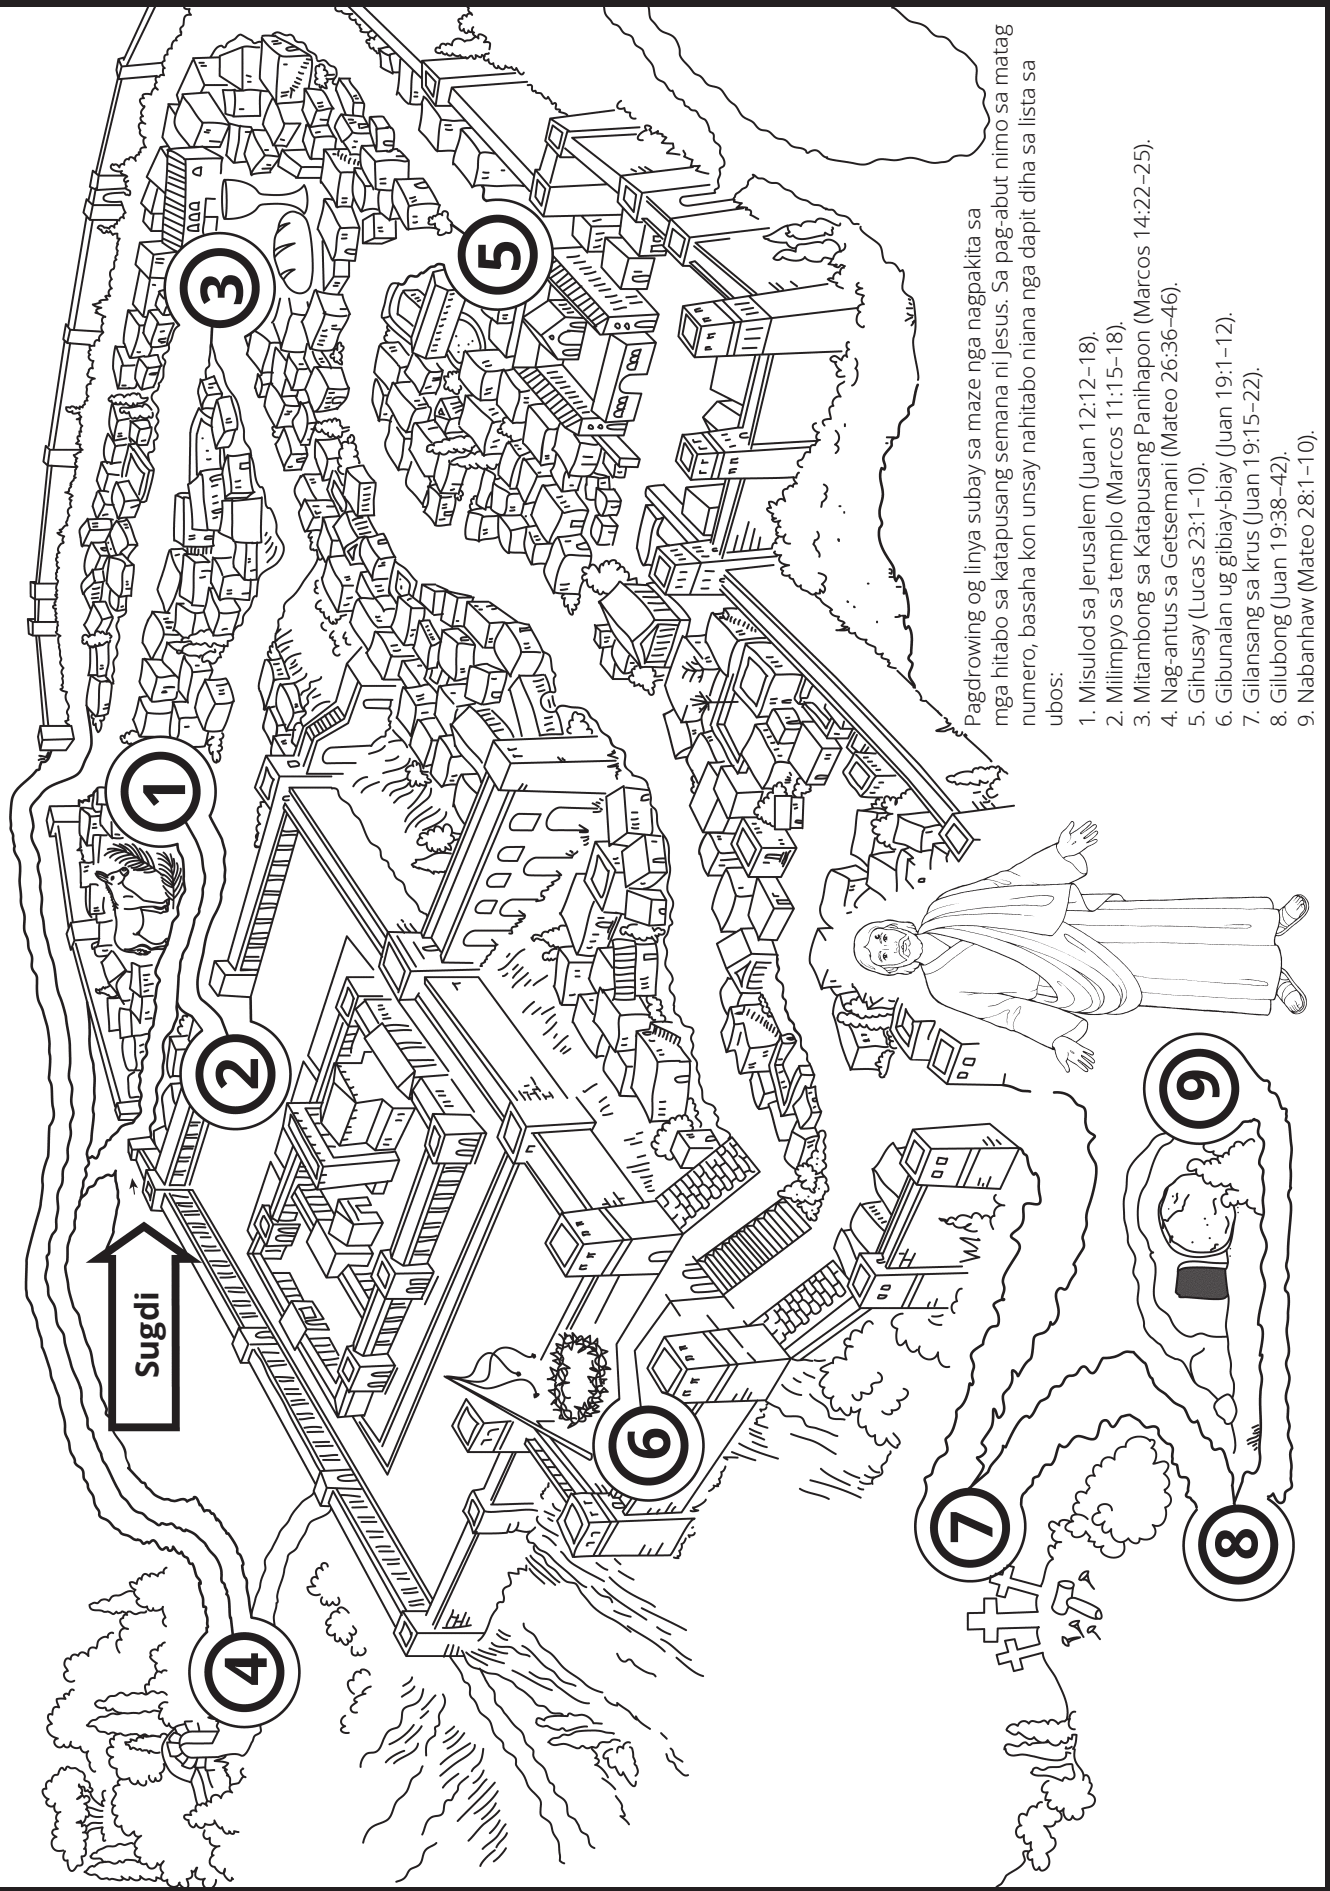 Sugdi
1
2
3
4
5
6
7
8
9
Pagdrowing og linya subay sa maze nga nagpakita sa
mga hitabo sa katapusang semana ni Jesus. Sa pag-abut nimo sa matag
numero, basaha kon unsay nahitabo niana nga dapit diha sa lista sa
ubos:
1. Misulod sa Jerusalem (Juan 12:12–18).
2. Milimpyo sa templo (Marcos 11:15–18).
3. Mitambong sa Katapusang Panihapon (Marcos 14:22–25).
4. Nag-antus sa Getsemani (Mateo 26:36–46).
5. Gihusay (Lucas 23:1–10).
6. Gibunalan ug gibiay-biay (Juan 19:1–12).
7. Gilansang sa krus (Juan 19:15–22).
8. Gilubong (Juan 19:38–42).
9. Nabanhaw (Mateo 28:1–10).